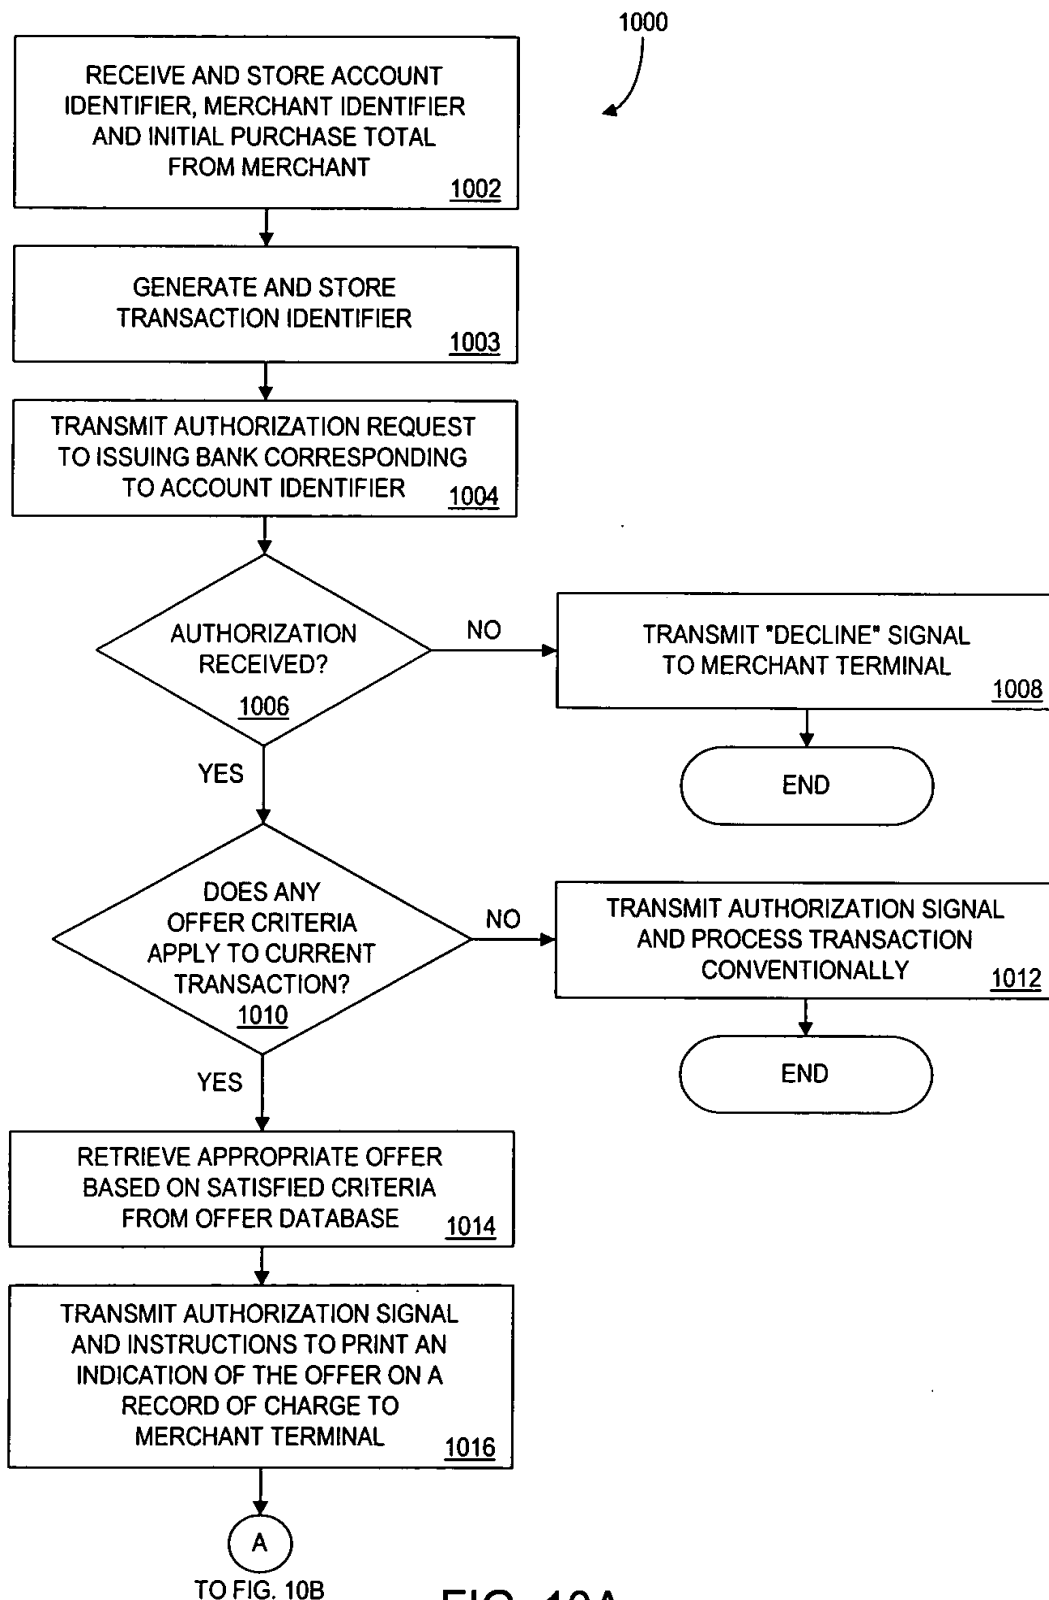 1000
RECEIVE AND STORE ACCOUNT
IDENTIFIER, MERCHANT IDENTIFIER
AND INITIAL PURCHASE TOTAL
FROM MERCHANT
1002
GENERATE AND STORE
TRANSACTION IDENTIFIER
1003
TRANSMIT AUTHORIZATION REQUEST
TO ISSUING BANK CORRESPONDING
TO ACCOUNT IDENTIFIER
1004
AUTHORIZATION
RECEIVED?
1006
NO
TRANSMIT "DECLINE" SIGNAL
TO MERCHANT TERMINAL
1008
END
YES
DOES ANY
OFFER CRITERIA
APPLY TO CURRENT
TRANSACTION?
1010
NO
TRANSMIT AUTHORIZATION SIGNAL
AND PROCESS TRANSACTION
CONVENTIONALLY
1012
END
YES
RETRIEVE APPROPRIATE OFFER
BASED ON SATISFIED CRITERIA
FROM OFFER DATABASE
1014
TRANSMIT AUTHORIZATION SIGNAL
AND INSTRUCTIONS TO PRINT AN
INDICATION OF THE OFFER ON A
RECORD OF CHARGE TO
MERCHANT TERMINAL
1016
A
TO FIG. 10B
FIG. 10A